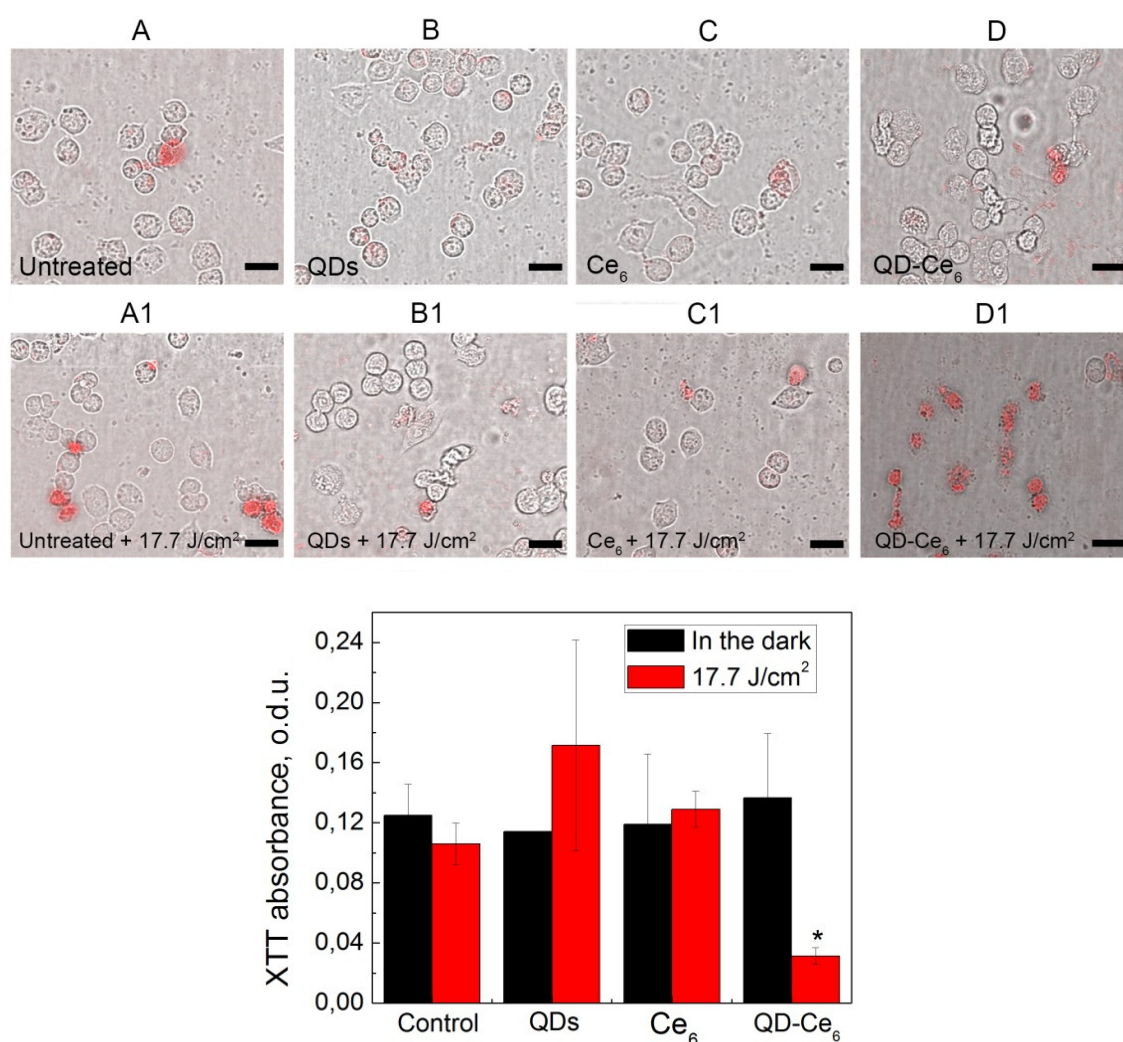 A
B
C
D
Untreated
QDs
Ce₆
QD-Ce₆
A1
B1
C1
D1
Untreated + 17.7 J/cm²
QDs + 17.7 J/cm²
Ce₆ + 17.7 J/cm²
QD-Ce₆ + 17.7 J/cm²
XTT absorbance, o.d.u.
0,24
0,20
0,16
0,12
0,08
0,04
0,00
In the dark
17.7 J/cm²
*
Control
QDs
Ce₆
QD-Ce₆